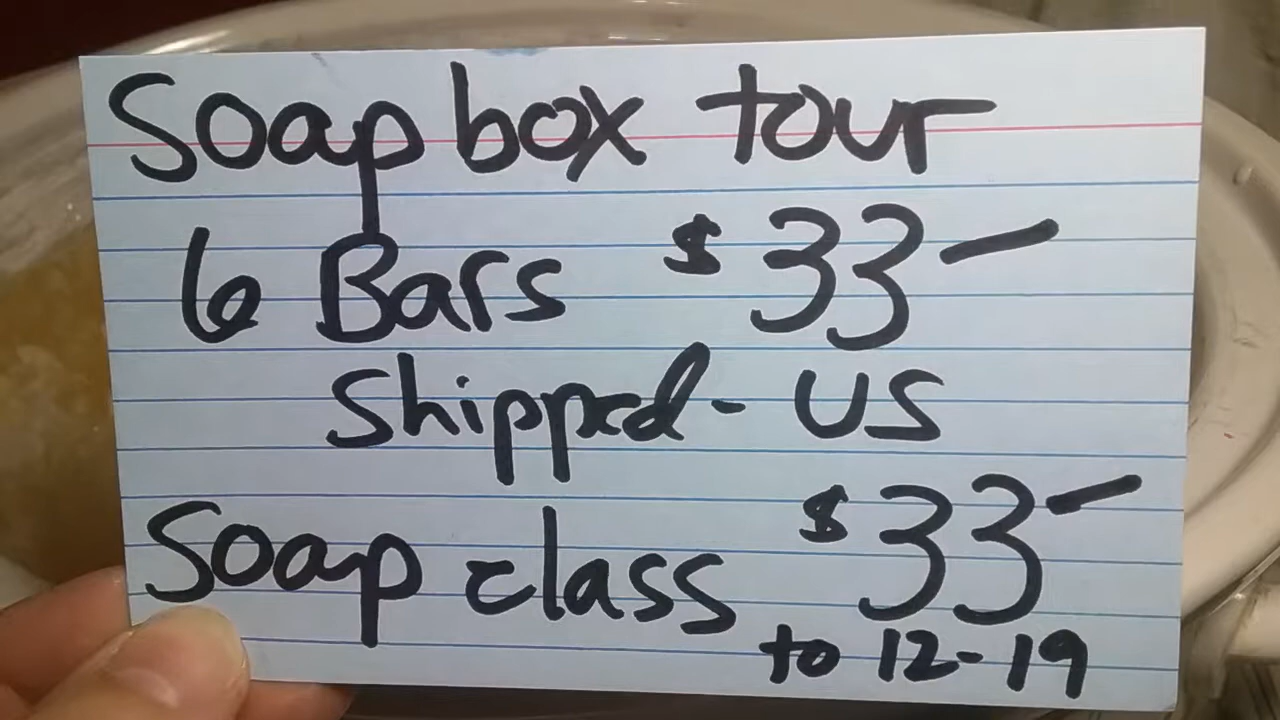 Soap box tour
6 Bars $33-
Shipped - US
Soap class $33-
to 12-19